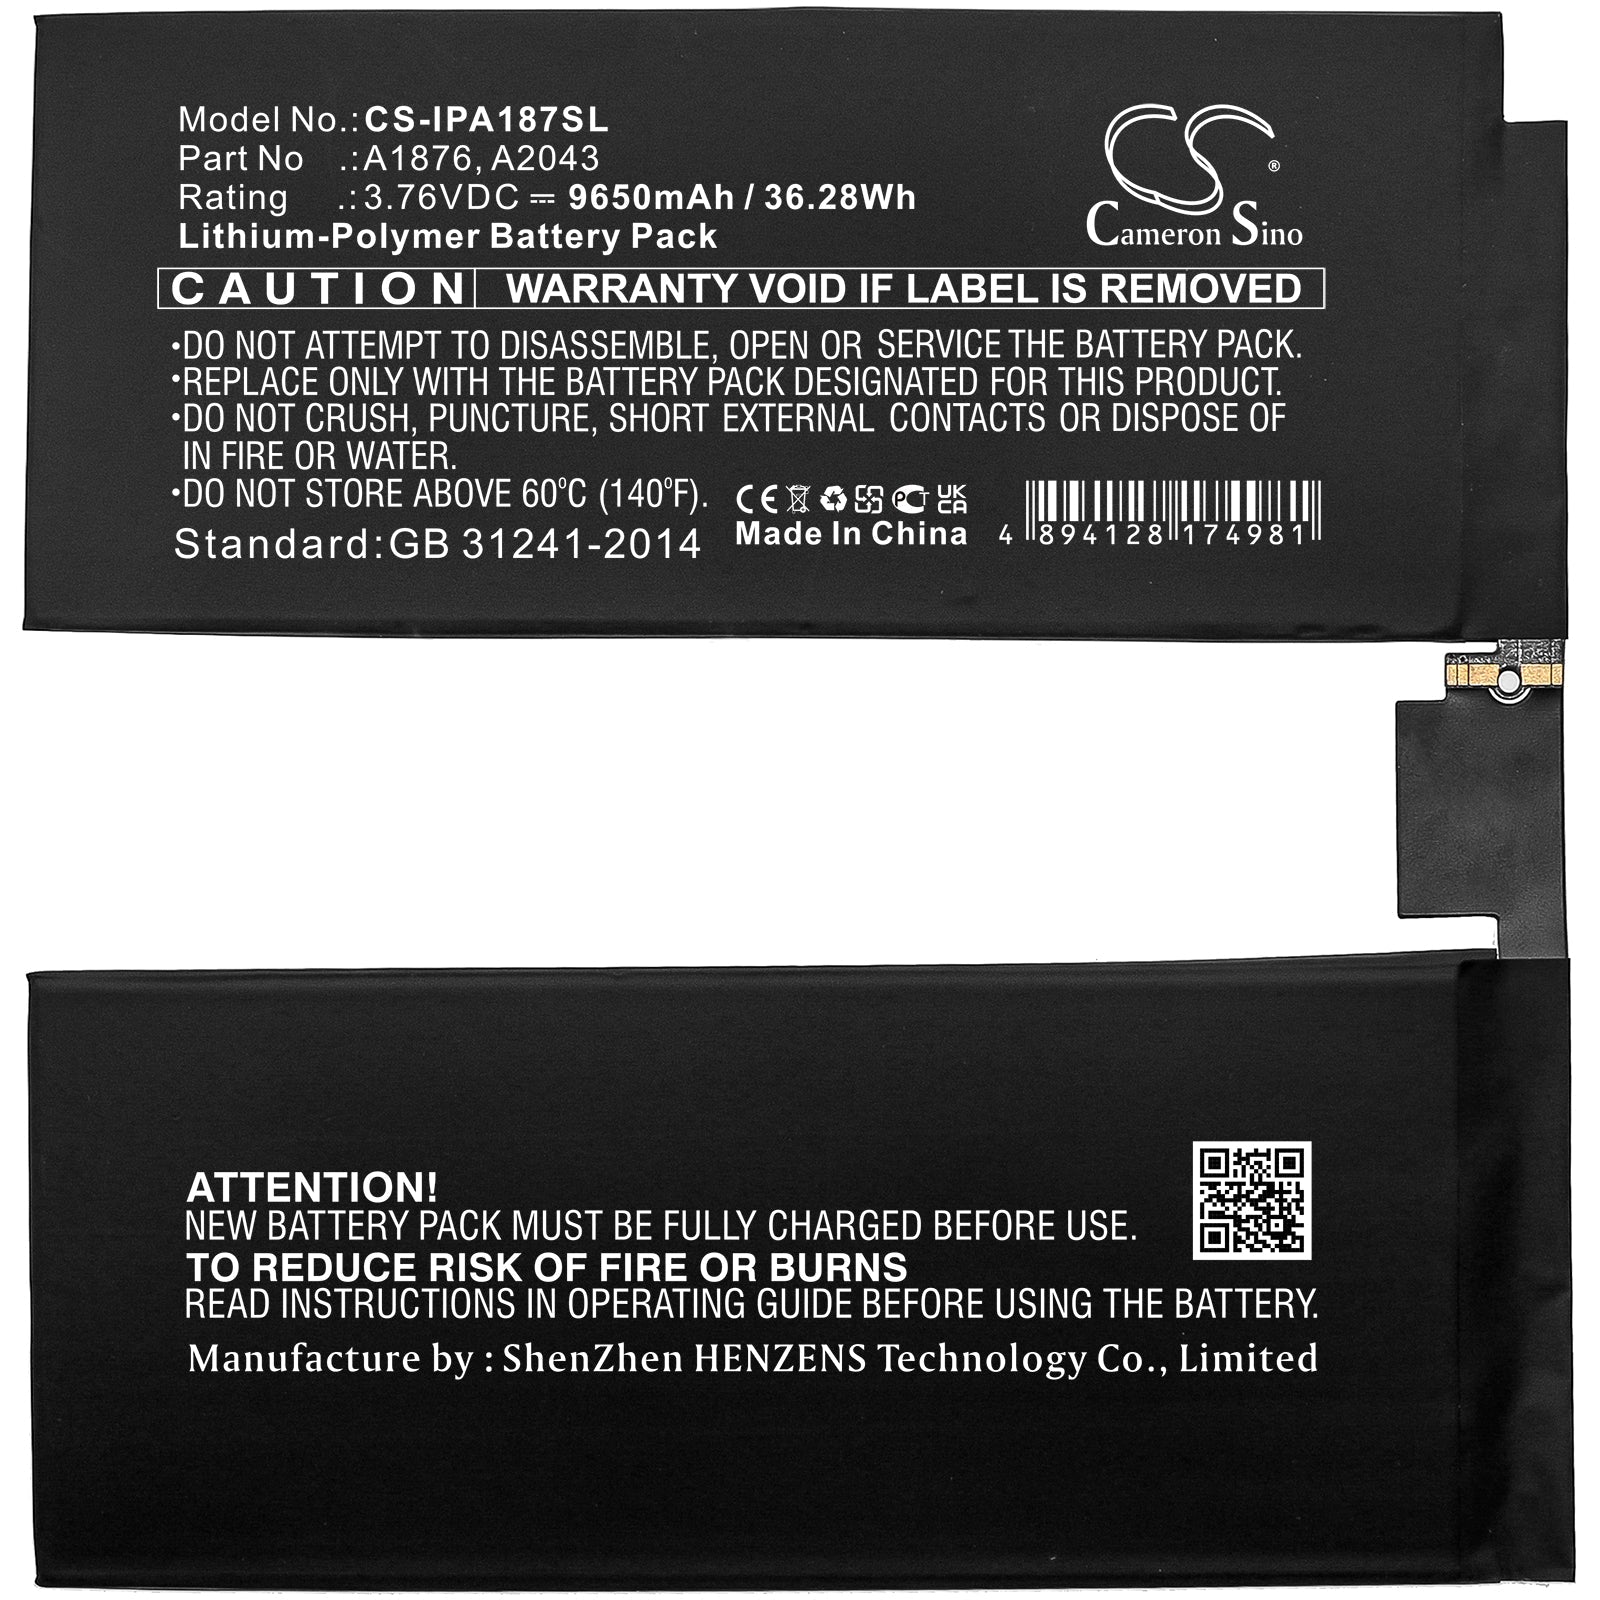 Model No.: CS-IPA187SL
Part No .: A1876, A2043
Rating .: 3.76VDC ⎓ 9650mAh / 36.28Wh
Lithium-Polymer Battery Pack
CS ®
Cameron Sino
CAUTION WARRANTY VOID IF LABEL IS REMOVED
•DO NOT ATTEMPT TO DISASSEMBLE, OPEN OR SERVICE THE BATTERY PACK.
•REPLACE ONLY WITH THE BATTERY PACK DESIGNATED FOR THIS PRODUCT.
•DO NOT CRUSH, PUNCTURE, SHORT EXTERNAL CONTACTS OR DISPOSE OF
IN FIRE OR WATER.
•DO NOT STORE ABOVE 60°C (140°F).
Standard:GB 31241-2014
CE PCT UK CA
Made In China
4 894128 174981
ATTENTION!
NEW BATTERY PACK MUST BE FULLY CHARGED BEFORE USE.
TO REDUCE RISK OF FIRE OR BURNS
READ INSTRUCTIONS IN OPERATING GUIDE BEFORE USING THE BATTERY.
Manufacture by : ShenZhen HENZENS Technology Co., Limited